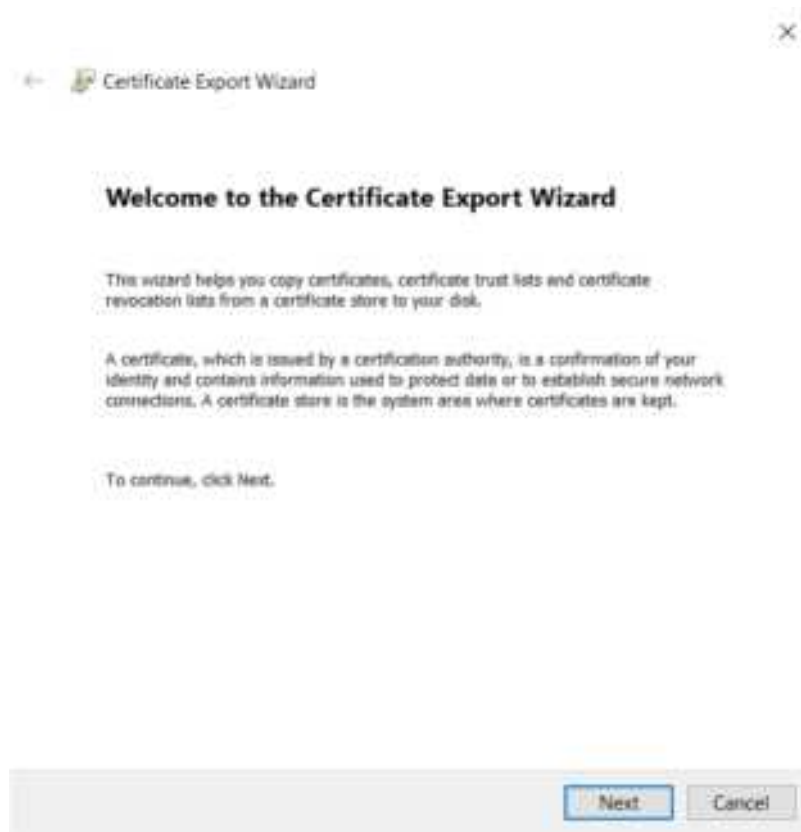 Certificate Export Wizard
Welcome to the Certificate Export Wizard
This wizard helps you copy certificates, certificate trust lists and certificate
revocation lists from a certificate store to your disk.
A certificate, which is issued by a certification authority, is a confirmation of your
identity and contains information used to protect data or to establish secure network
connections. A certificate store is the system area where certificates are kept.
To continue, click Next.
Next
Cancel